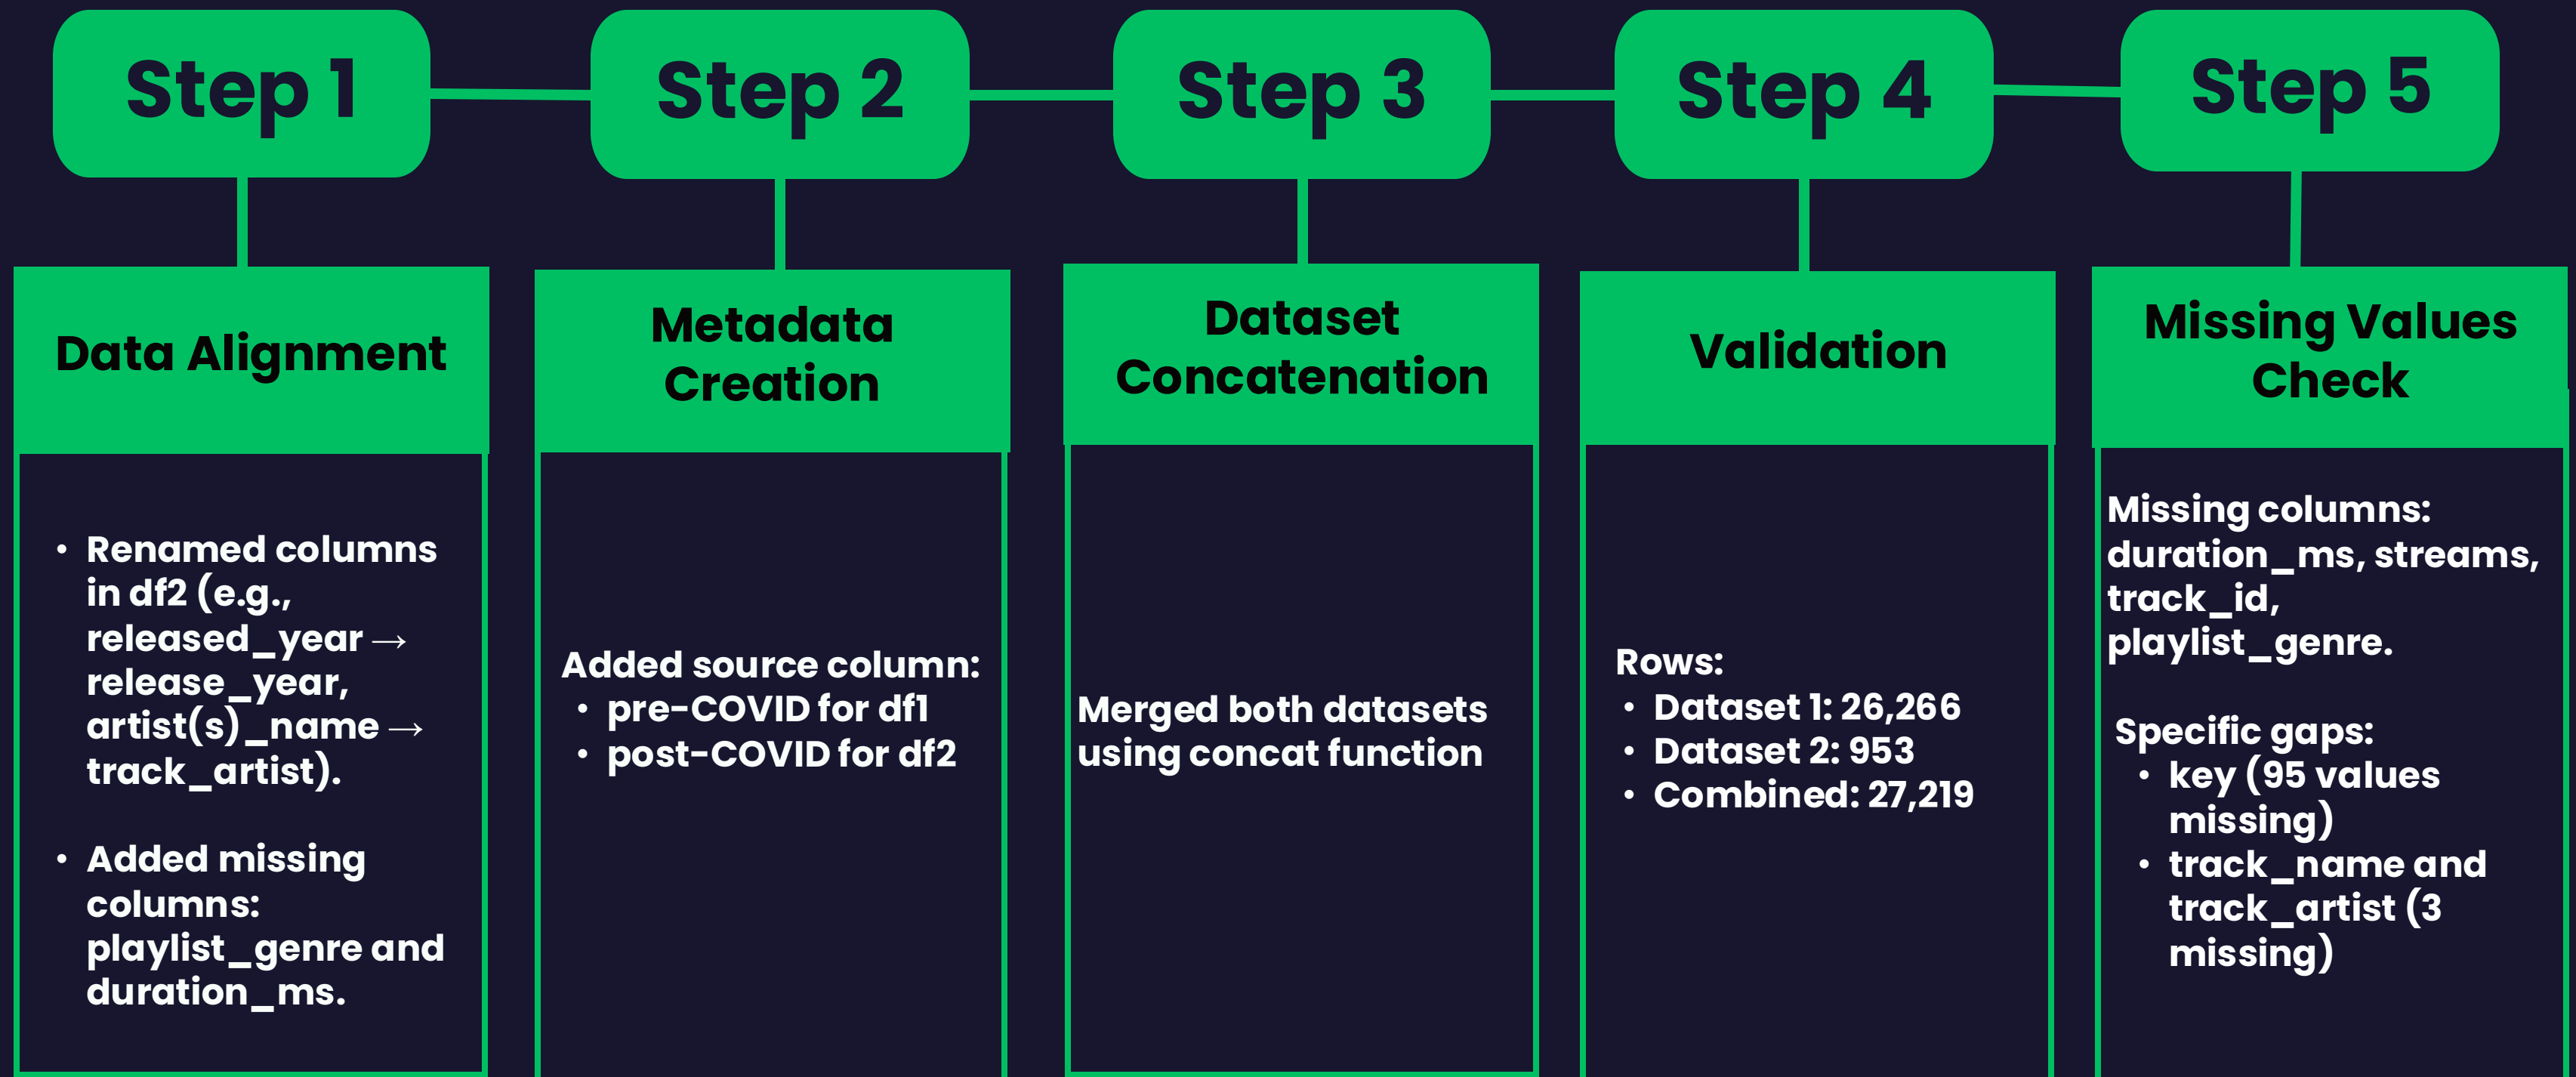 Step 1
Step 2
Step 3
Step 4
Step 5
Data Alignment
• Renamed columns
in df2 (e.g.,
released_year →
release_year,
artist(s)_name →
track_artist).
• Added missing
columns:
playlist_genre and
duration_ms.
Metadata
Creation
Added source column:
• pre-COVID for df1
• post-COVID for df2
Dataset
Concatenation
Merged both datasets
using concat function
Validation
Rows:
• Dataset 1: 26,266
• Dataset 2: 953
• Combined: 27,219
Missing Values
Check
Missing columns:
duration_ms, streams,
track_id,
playlist_genre.
Specific gaps:
• key (95 values
missing)
• track_name and
track_artist (3
missing)